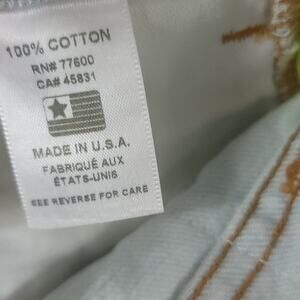 100% COTTON
RN# 77600
CA# 45831
MADE IN U.S.A.
FABRIQUÉ AUX
ÉTATS-UNIS
SEE REVERSE FOR CARE